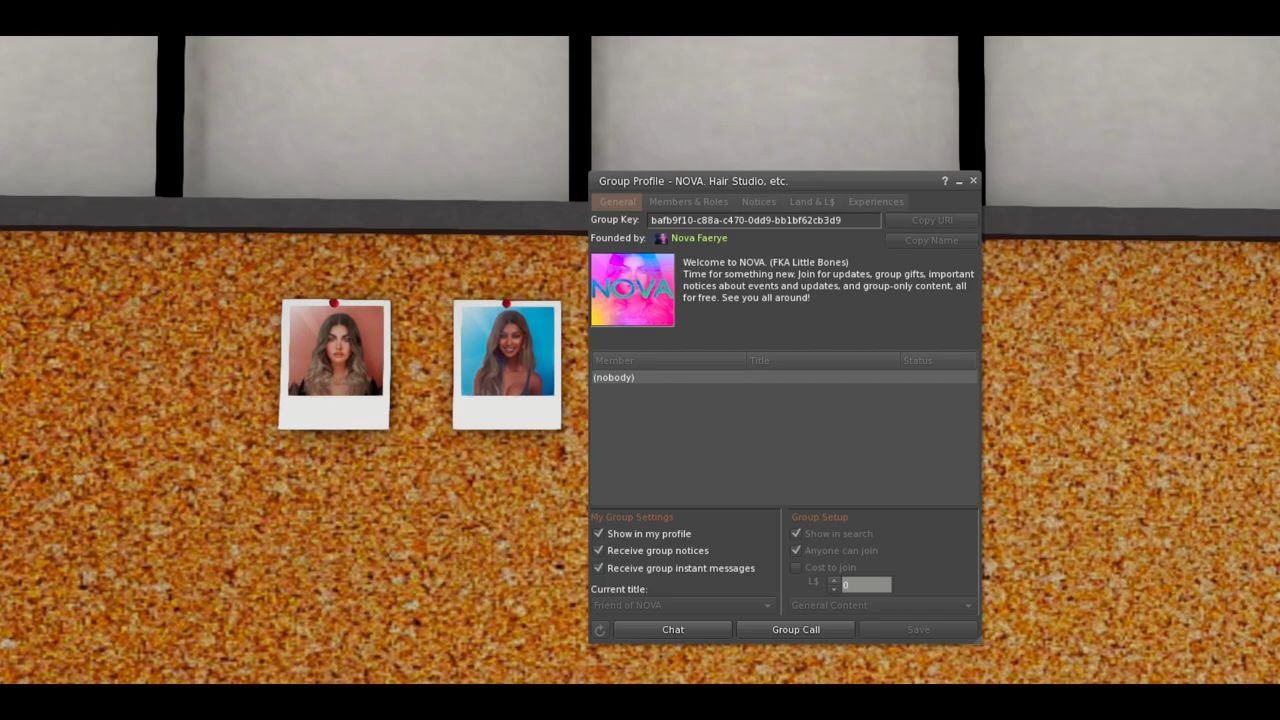 Group Profile - NOVA. Hair Studio, etc.
? _ ×
General Members & Roles Notices Land & L$ Experiences
Group Key: bafb9f10-c88a-c470-0dd9-bb1bf62cb3d9 Copy URI
Founded by: Nova Faerye Copy Name
NOVA
Welcome to NOVA. (FKA Little Bones)
Time for something new. Join for updates, group gifts, important
notices about events and updates, and group-only content, all
for free. See you all around!
Member Title Status
(nobody)
My Group Settings
Show in my profile
Receive group notices
Receive group instant messages
Current title:
Friend of NOVA
Group Setup
Show in search
Anyone can join
Cost to join
L$ 0
General Content
Chat Group Call Save